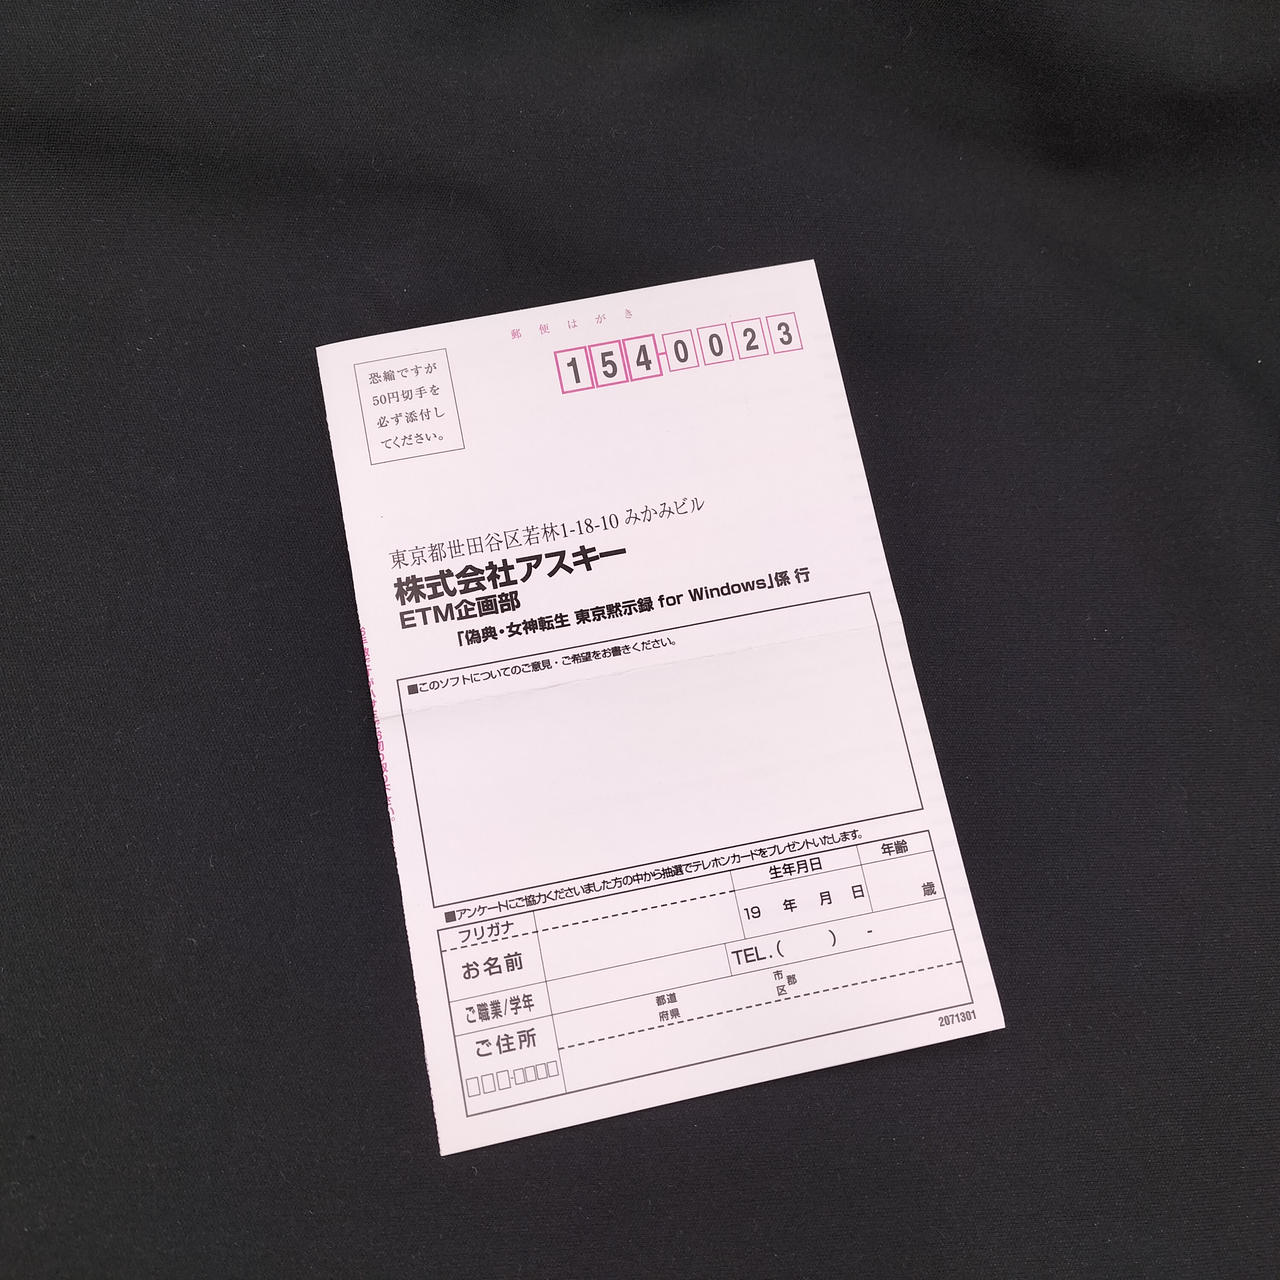 郵便はがき
恐縮ですが
50円切手を
必ず添付し
てください。
154-0023
東京都世田谷区若林1-18-10 みかみビル
株式会社アスキー
ETM企画部
「偽典・女神転生 東京黙示録 for Windows」係 行
■このソフトについてのご意見・ご希望をお書きください。
■アンケートにご協力くださいました方の中から抽選でテレホンカードをプレゼントいたします。
フリガナ
生年月日
年齢
お名前
19 年 月 日
歳
ご職業/学年
TEL.( ) -
ご住所
都道
府県
市
区
郡
2071301